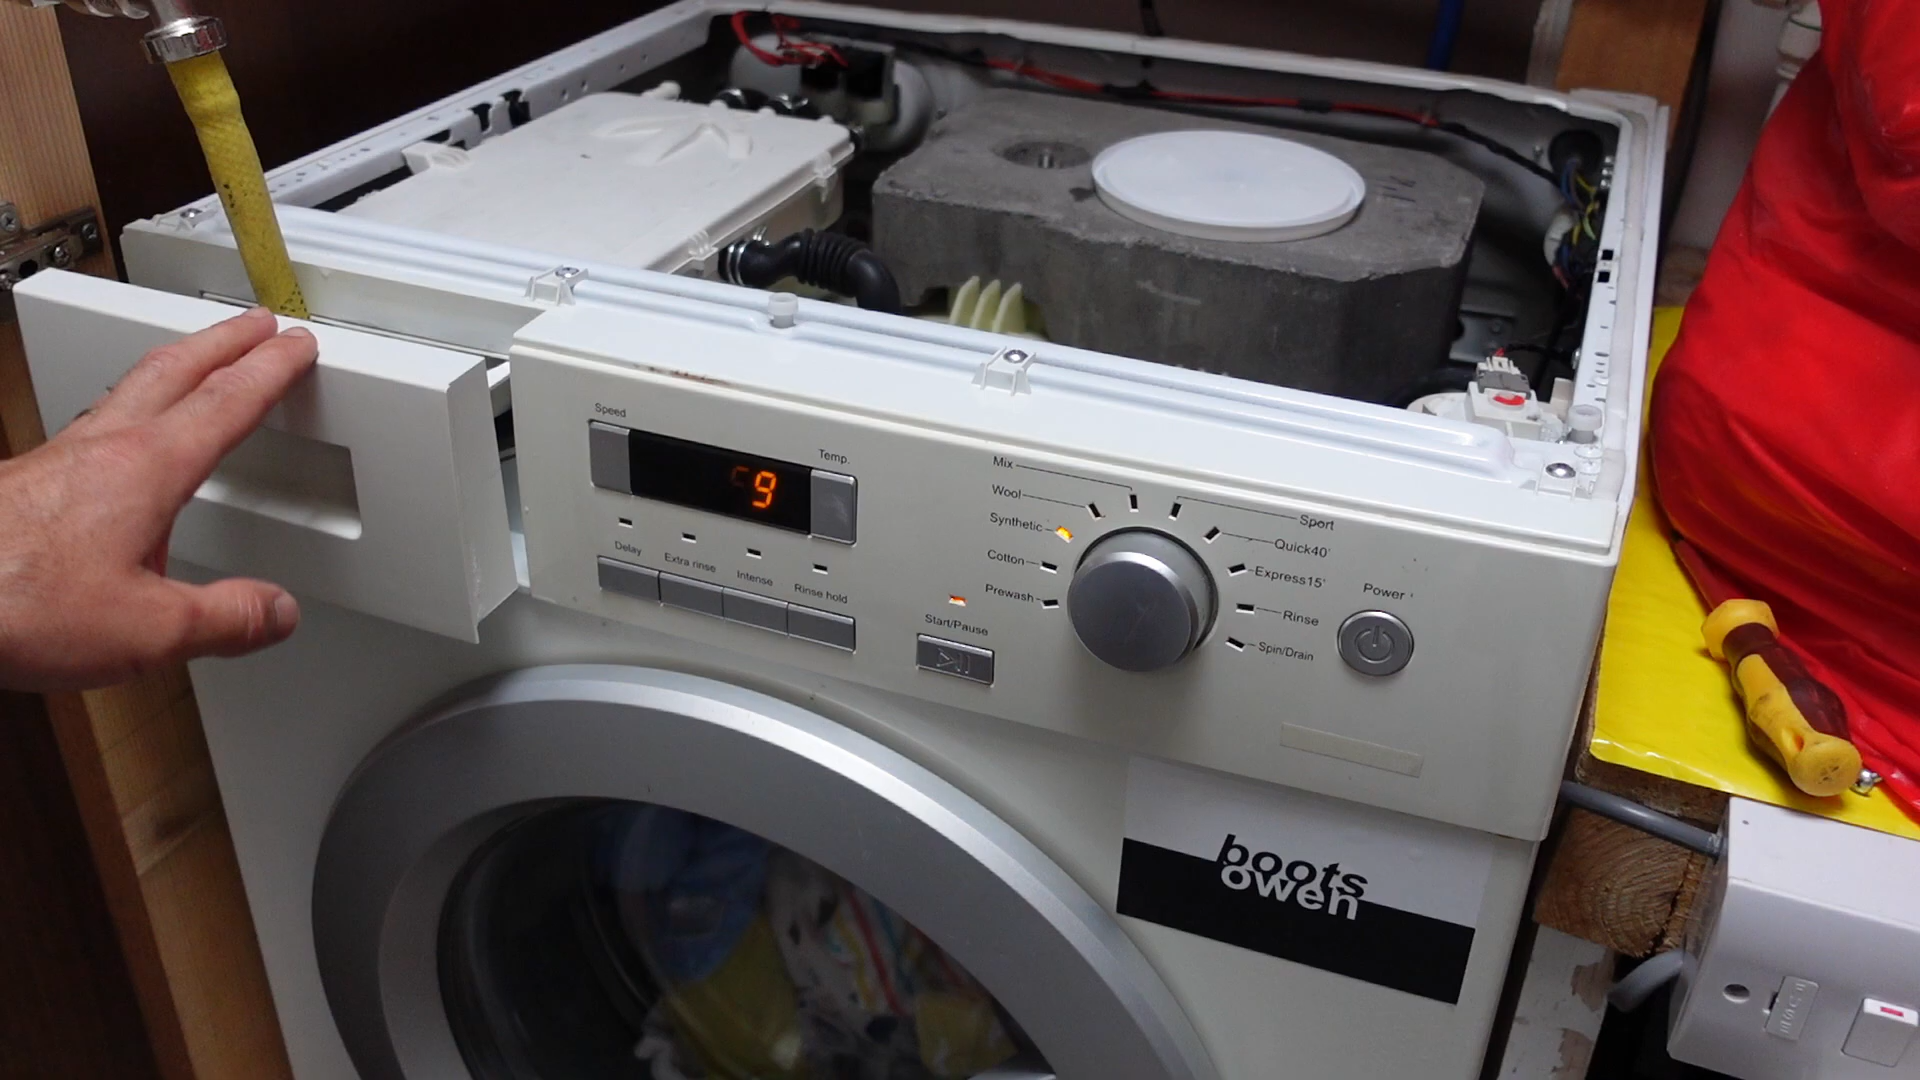 Speed
Temp.
9
Delay
Extra rinse
Intense
Rinse hold
Start/Pause
Mix
Wool
Synthetic
Cotton
Prewash
Sport
Quick40'
Express15'
Rinse
Spin/Drain
Power
boots
owen
FUSE